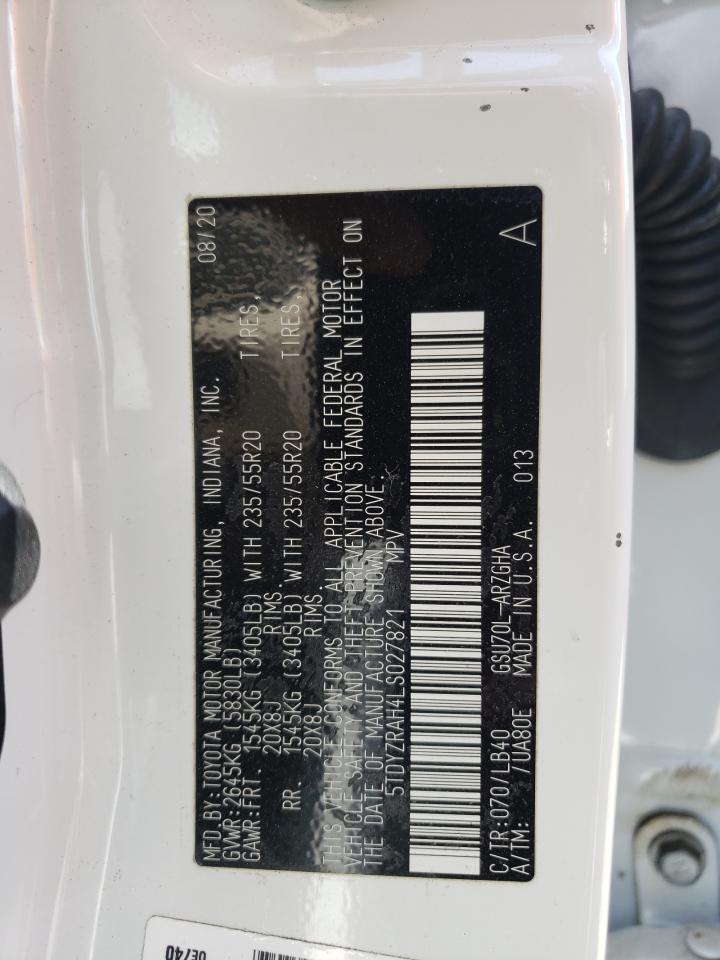 MFD.BY:TOYOTA MOTOR MANUFACTURING, INDIANA, INC. 08/20
GVWR:2645KG (5830LB)
GAWR:FRT. 1545KG (3405LB) WITH 235/55R20 TIRES,
20X8J RIMS
RR. 1545KG (3405LB) WITH 235/55R20 TIRES,
20X8J RIMS
THIS VEHICLE CONFORMS TO ALL APPLICABLE FEDERAL MOTOR
VEHICLE SAFETY AND THEFT PREVENTION STANDARDS IN EFFECT ON
THE DATE OF MANUFACTURE SHOWN ABOVE.
5TDYZRAH4LS027821 MPV
C/TR:070/LB40 GSU70L-ARZGHA A
A/TM: /UA80E MADE IN U.S.A. 013
0E740